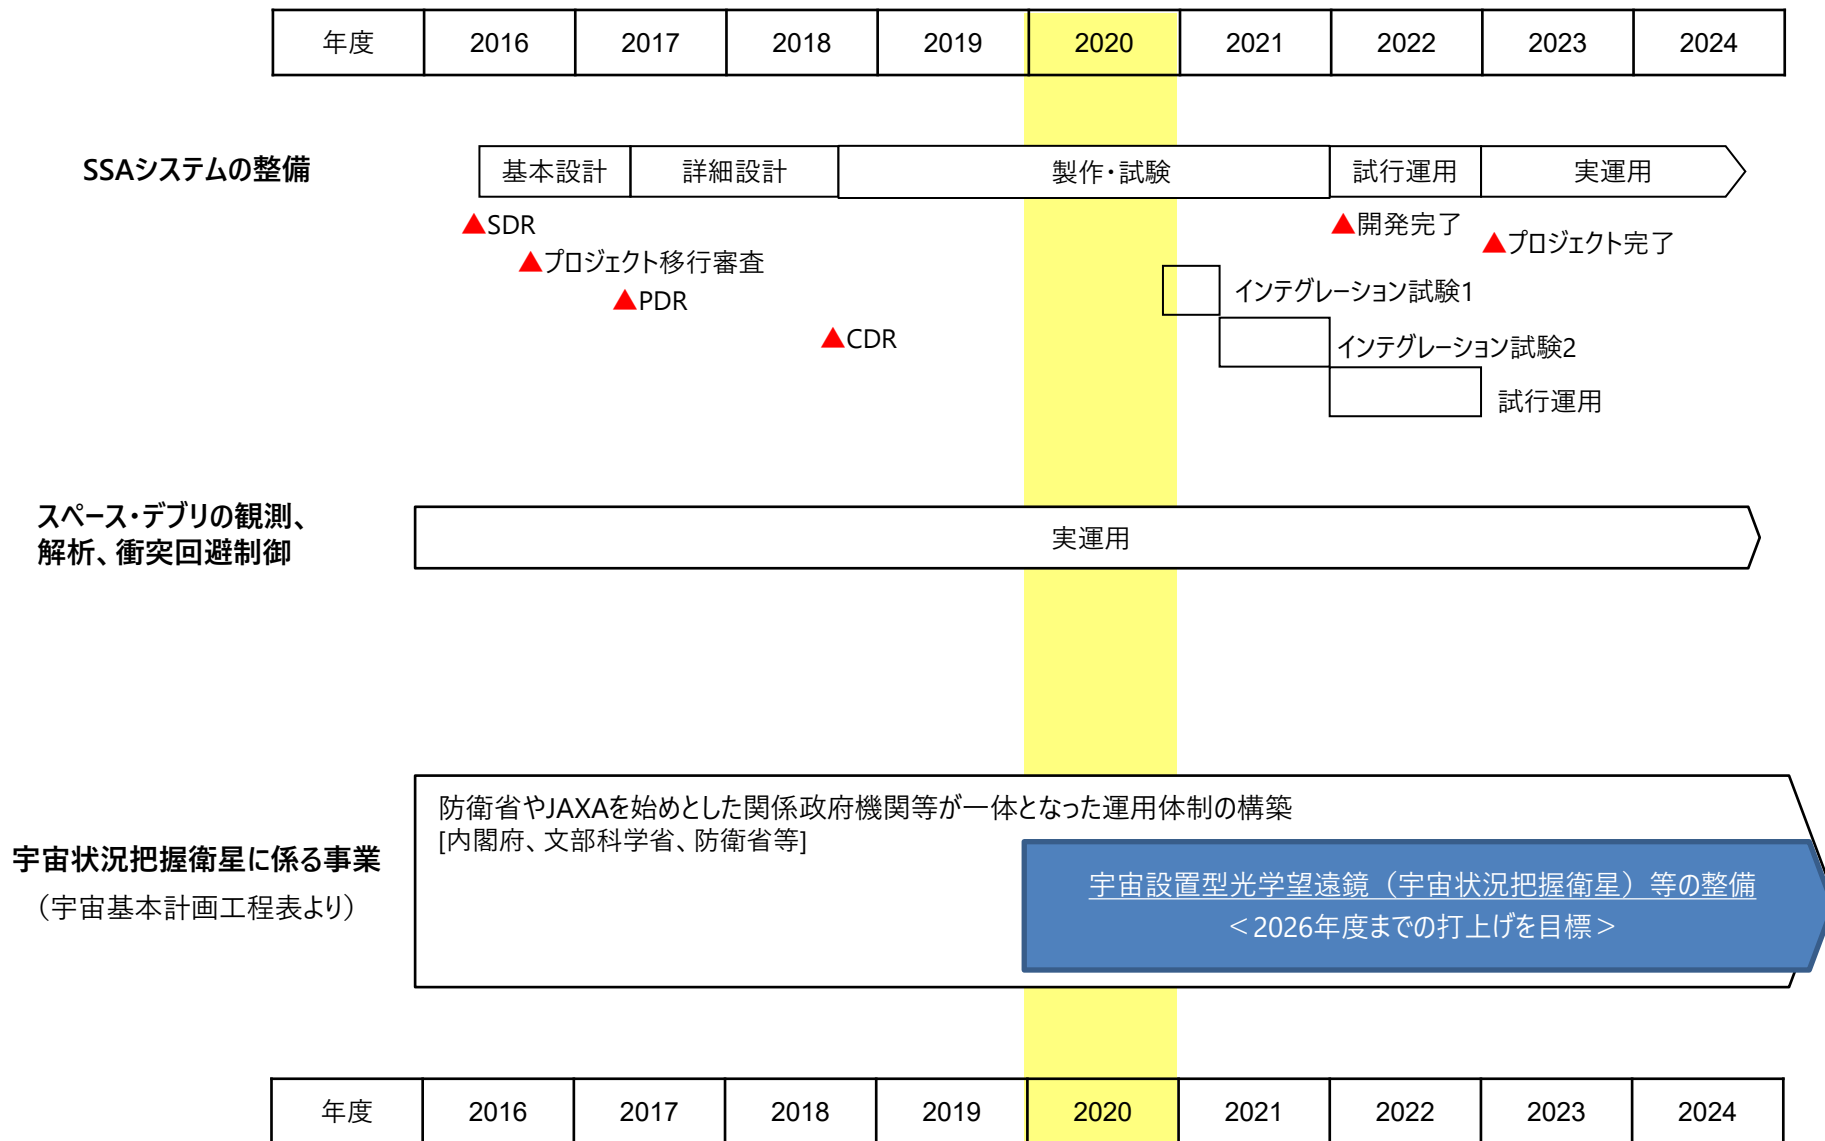 年度 2016 2017 2018 2019 2020 2021 2022 2023 2024
SSAシステムの整備
基本設計 詳細設計 製作・試験 試行運用 実運用
▲SDR
▲開発完了
▲プロジェクト完了
▲プロジェクト移行審査
インテグレーション試験1
▲PDR
▲CDR
インテグレーション試験2
試行運用
スペース・デブリの観測、
解析、衝突回避制御
実運用
防衛省やJAXAを始めとした関係政府機関等が一体となった運用体制の構築
[内閣府、文部科学省、防衛省等]
宇宙状況把握衛星に係る事業
（宇宙基本計画工程表より）
宇宙設置型光学望遠鏡（宇宙状況把握衛星）等の整備
＜2026年度までの打上げを目標＞
年度 2016 2017 2018 2019 2020 2021 2022 2023 2024